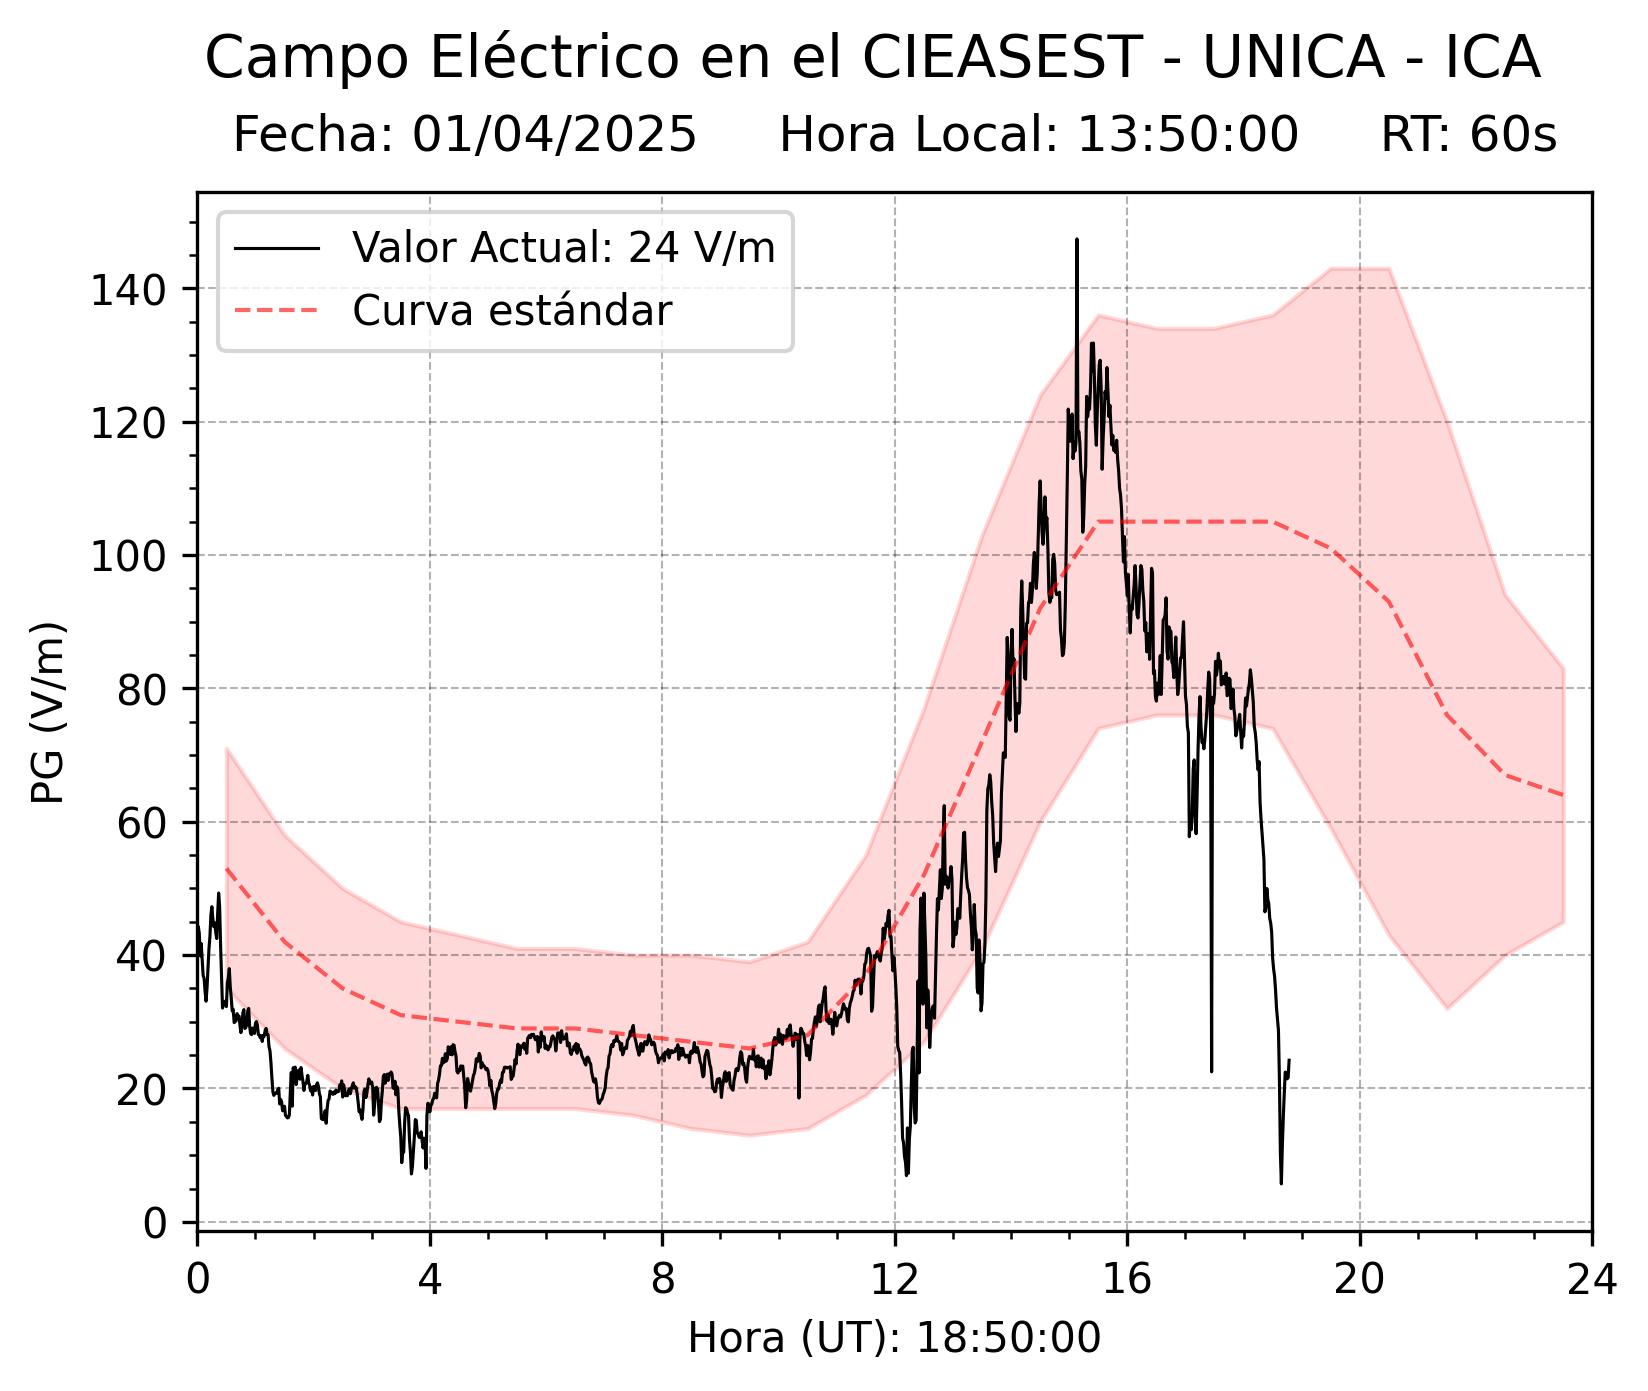 Campo Eléctrico en el CIEASEST - UNICA - ICA
Fecha: 01/04/2025 Hora Local: 13:50:00 RT: 60s
Valor Actual: 24 V/m
Curva estándar
140
120
100
80
60
40
20
0
PG (V/m)
0 4 8 12 16 20 24
Hora (UT): 18:50:00